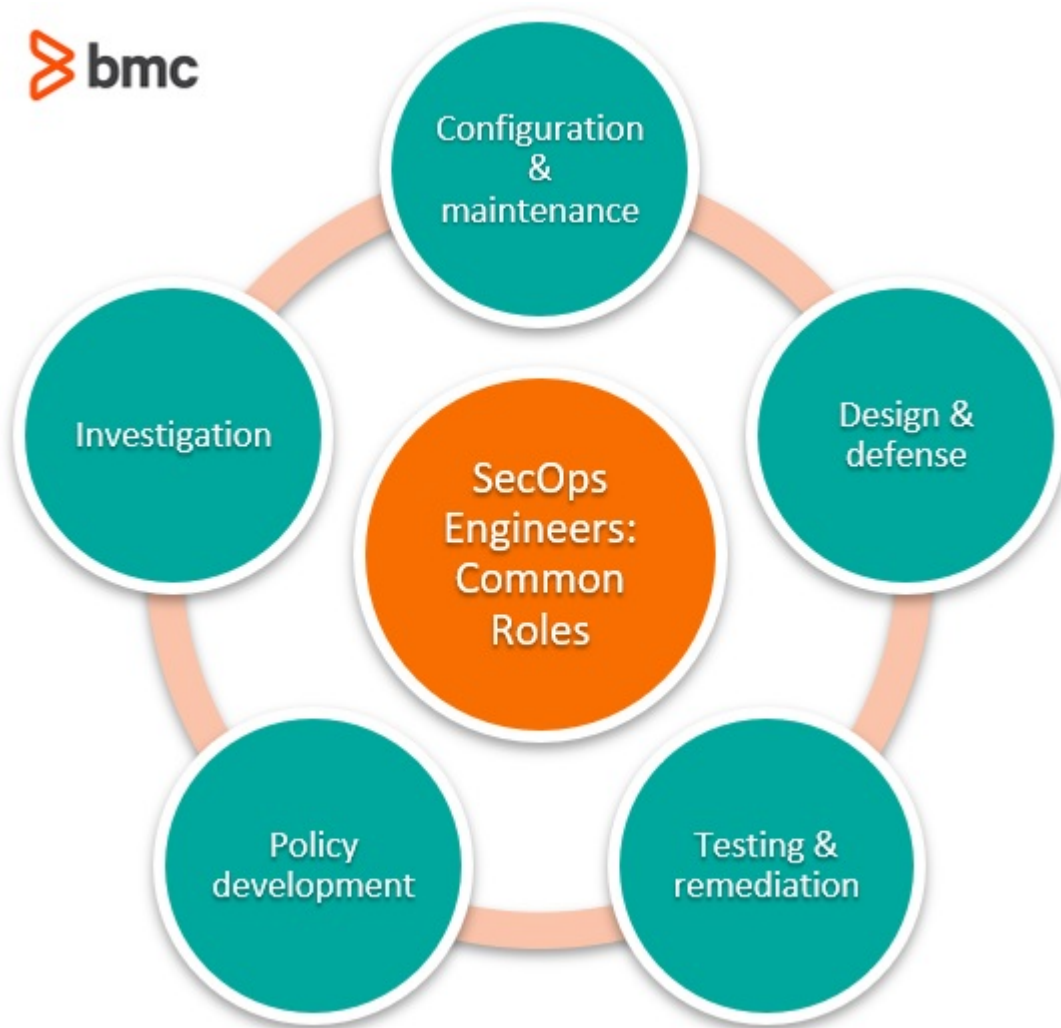 bmc
Configuration
&
maintenance
Design &
defense
Testing &
remediation
Policy
development
Investigation
SecOps
Engineers:
Common
Roles